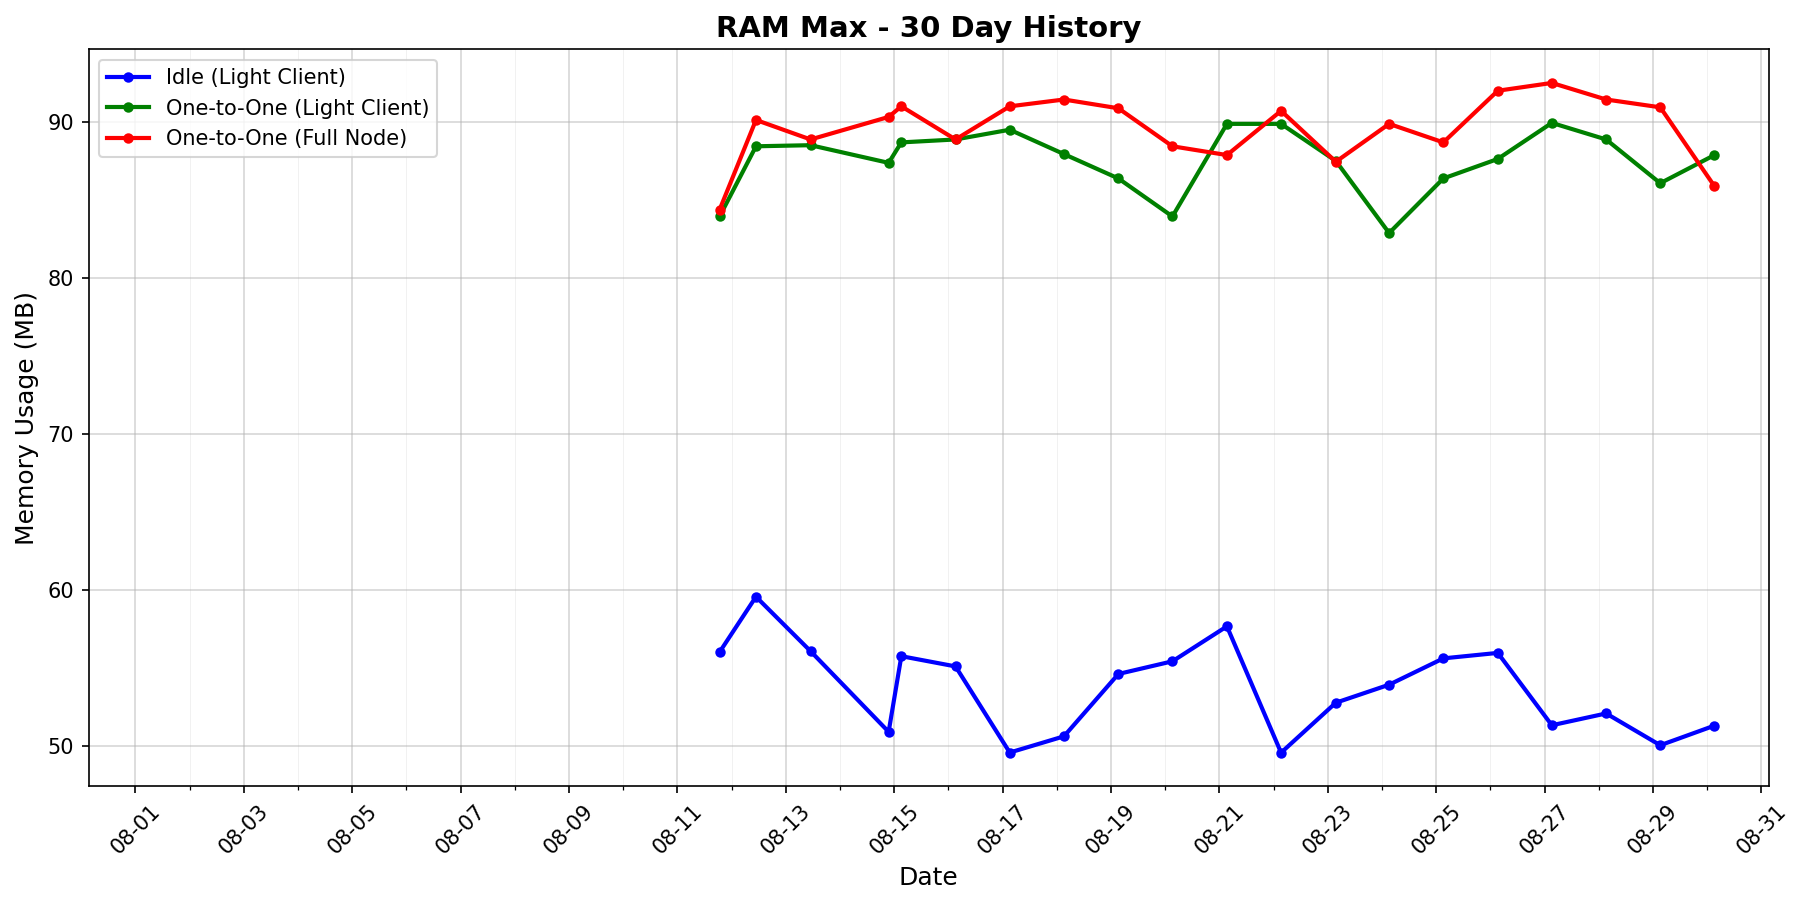 RAM Max - 30 Day History
Idle (Light Client)
One-to-One (Light Client)
One-to-One (Full Node)
Memory Usage (MB)
90
80
70
60
50
08-01 08-03 08-05 08-07 08-09 08-11 08-13 08-15 08-17 08-19 08-21 08-23 08-25 08-27 08-29 08-31
Date